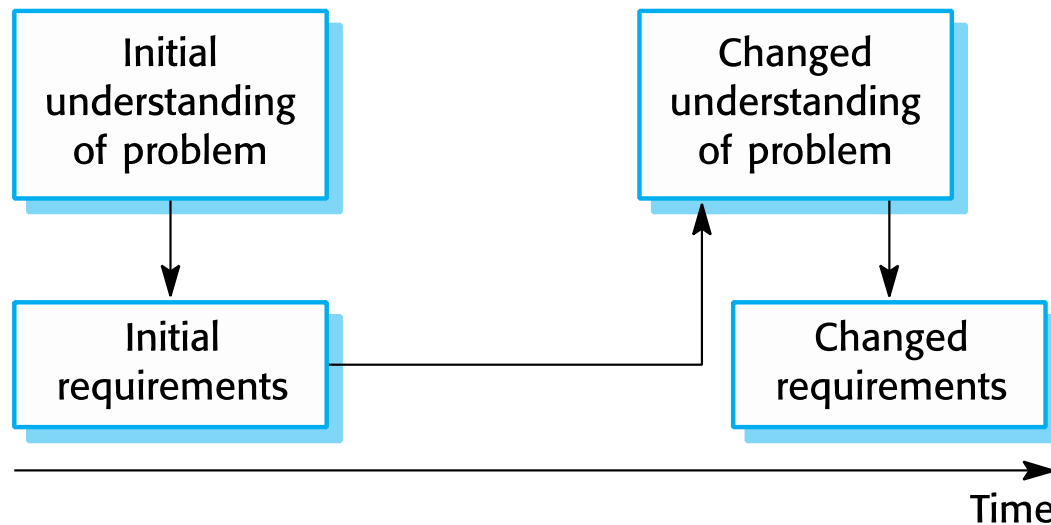 Initial
understanding
of problem
Changed
understanding
of problem
Initial
requirements
Changed
requirements
Time